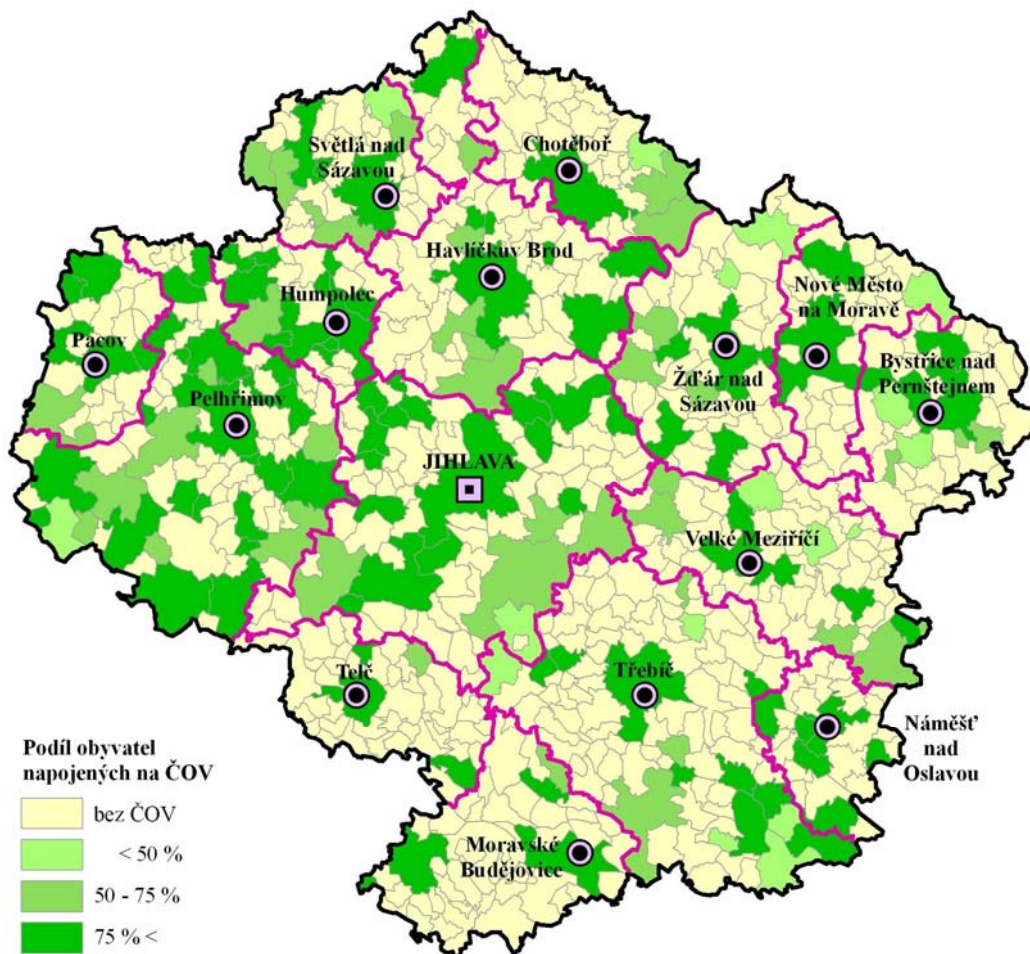 Světlá nad
Sázavou
Chotěboř
Havlíčkův Brod
Humpolec
Nové Město
na Moravě
Pacov
Bystřice nad
Pernštejnem
Žďár nad
Sázavou
Pelhřimov
JIHLAVA
Velké Meziříčí
Telč
Třebíč
Náměšť
nad
Oslavou
Moravské
Budějovice
Podíl obyvatel
napojených na ČOV
bez ČOV
< 50 %
50 - 75 %
75 % <